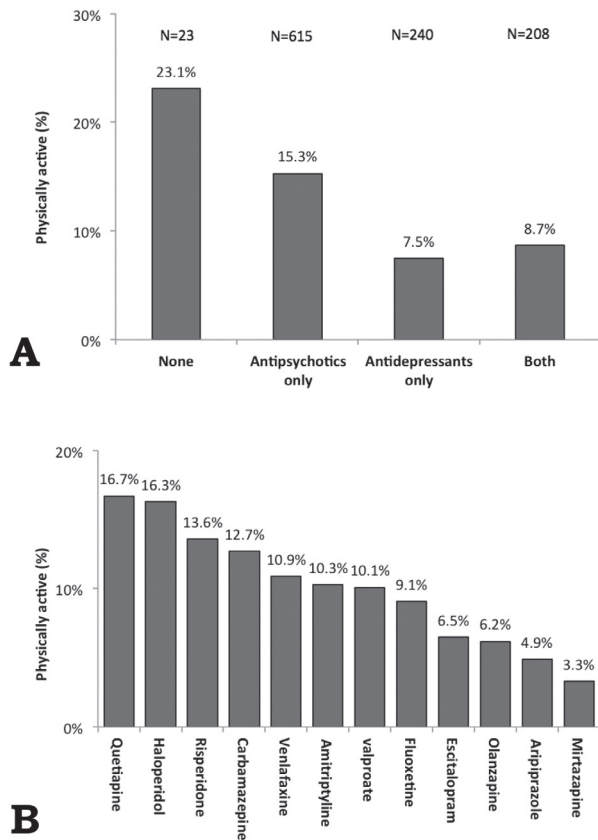 30%
20%
10%
0%
Physically active (%)
N=23 N=615 N=240 N=208
23.1%
15.3%
7.5%
8.7%
None Antipsychotics only Antidepressants only Both
A
20%
10%
0%
Physically active (%)
16.7%
16.3%
13.6%
12.7%
10.9%
10.3%
10.1%
9.1%
6.5%
6.2%
4.9%
3.3%
Quetiapine
Haloperidol
Risperidone
Carbamazepine
Venlafaxine
Amitriptyline
valproate
Fluoxetine
Escitalopram
Olanzapine
Aripiprazole
Mirtazapine
B